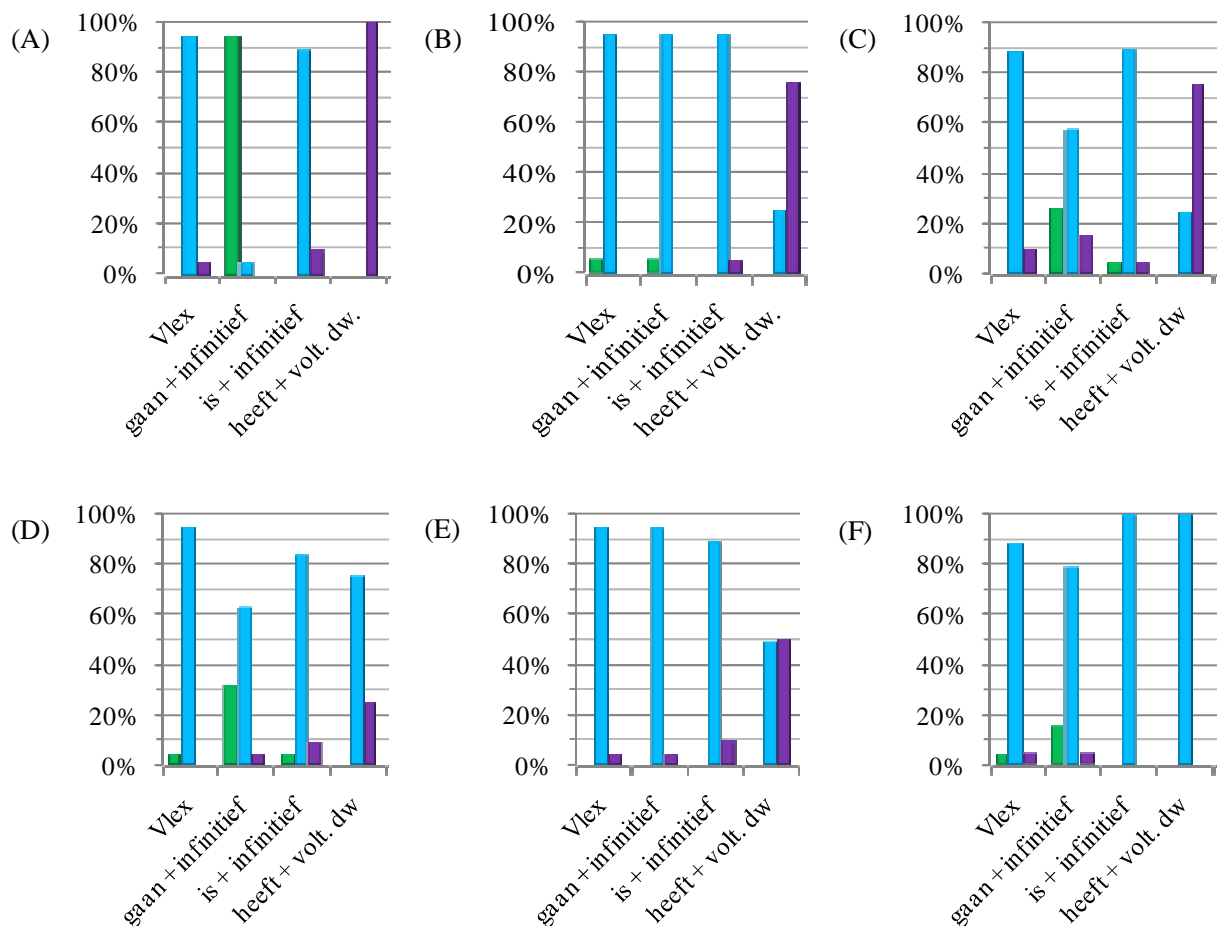 (A)
100%
80%
60%
40%
20%
0%
Vlex
gaan + infinitief
is + infinitief
heeft + volt. dw.
(B)
100%
80%
60%
40%
20%
0%
Vlex
gaan + infinitief
is + infinitief
heeft + volt. dw.
(C)
100%
80%
60%
40%
20%
0%
Vlex
gaan + infinitief
is + infinitief
heeft + volt. dw
(D)
100%
80%
60%
40%
20%
0%
Vlex
gaan + infinitief
is + infinitief
heeft + volt. dw
(E)
100%
80%
60%
40%
20%
0%
Vlex
gaan + infinitief
is + infinitief
heeft + volt. dw
(F)
100%
80%
60%
40%
20%
0%
Vlex
gaan + infinitief
is + infinitief
heeft + volt. dw